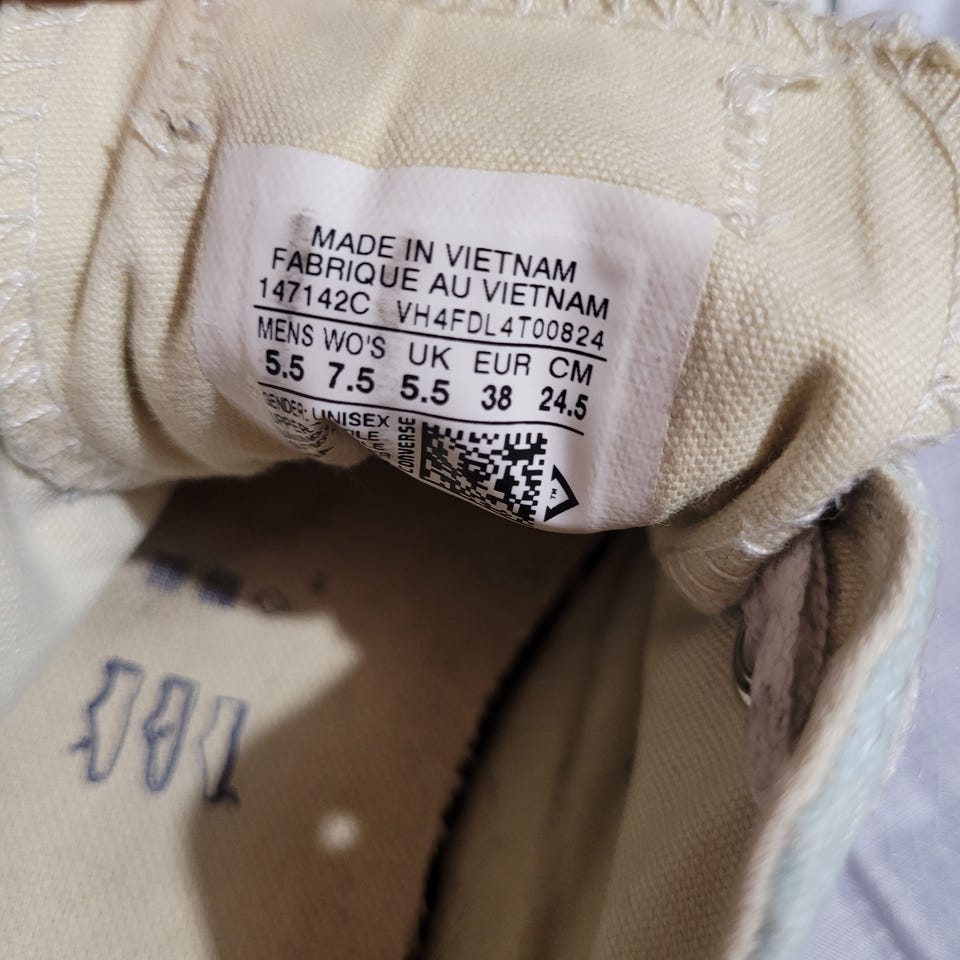 MADE IN VIETNAM
FABRIQUE AU VIETNAM
147142C VH4FDL4T00824
MENS WO'S UK EUR CM
5.5 7.5 5.5 38 24.5
GENDER: UNISEX
CONVERSE
TM